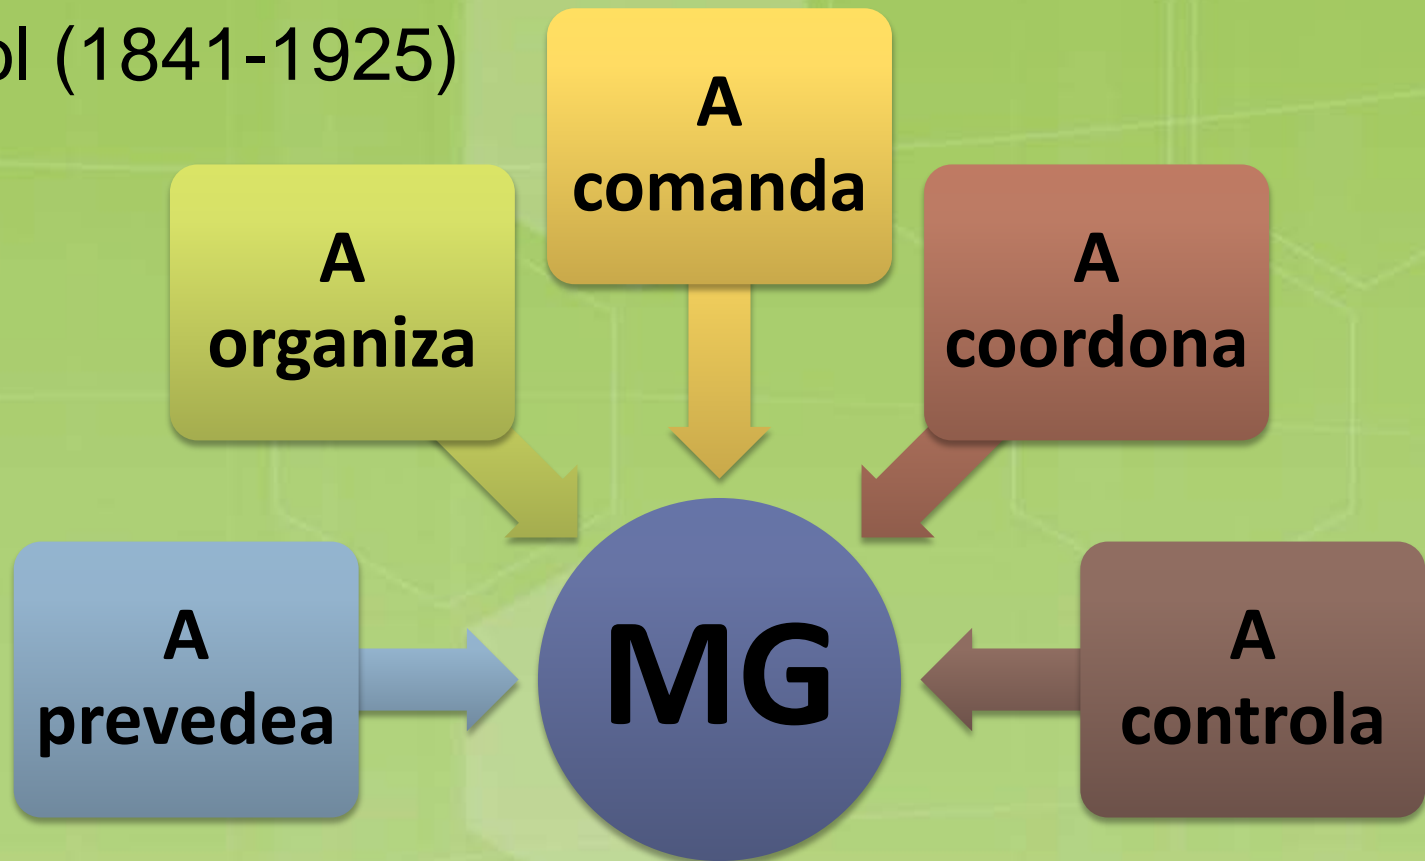 ol (1841-1925)
A
comanda
A
organiza
A
coordona
A
prevedea
MG
A
controla